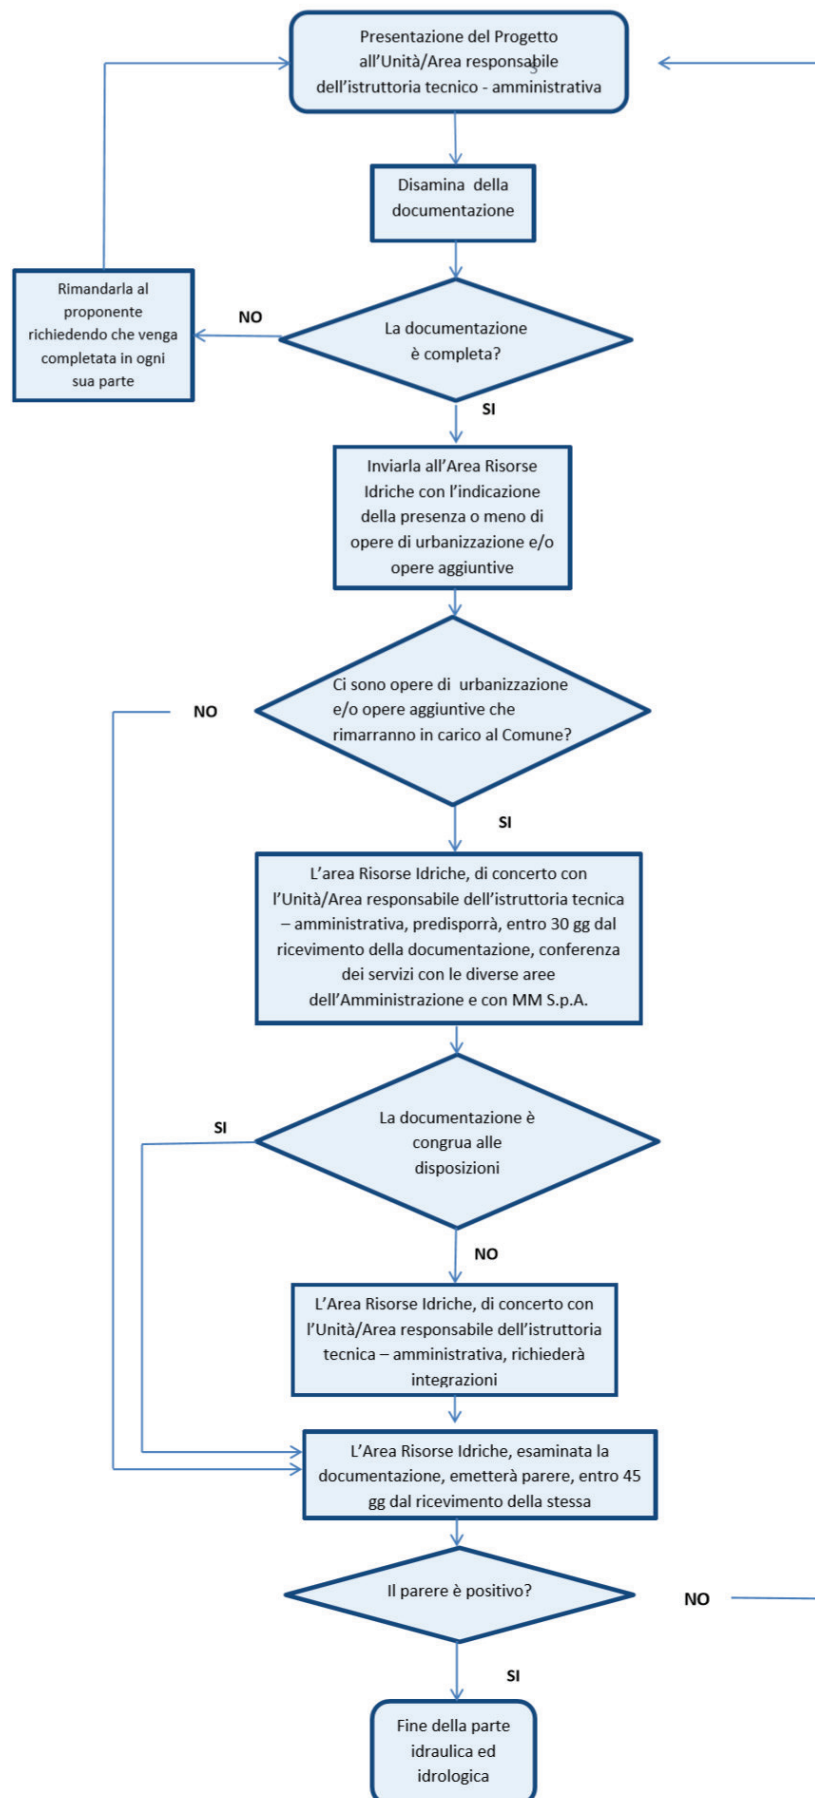 Presentazione del Progetto
all'Unità/Area responsabile
dell'istruttoria tecnico - amministrativa
3
Disamina della
documentazione
Rimandarla al
proponente
richiedendo che venga
completata in ogni
sua parte
NO
La documentazione
è completa?
SI
Inviarla all'Area Risorse
Idriche con l'indicazione
della presenza o meno di
opere di urbanizzazione e/o
opere aggiuntive
Ci sono opere di urbanizzazione
e/o opere aggiuntive che
rimarranno in carico al Comune?
NO
SI
L'area Risorse Idriche, di concerto con
l'Unità/Area responsabile dell'istruttoria tecnica
– amministrativa, predisporrà, entro 30 gg dal
ricevimento della documentazione, conferenza
dei servizi con le diverse aree
dell'Amministrazione e con MM S.p.A.
La documentazione è
congrua alle
disposizioni
SI
NO
L'Area Risorse Idriche, di concerto con
l'Unità/Area responsabile dell'istruttoria
tecnica – amministrativa, richiederà
integrazioni
L'Area Risorse Idriche, esaminata la
documentazione, emetterà parere, entro 45
gg dal ricevimento della stessa
Il parere è positivo?
NO
SI
Fine della parte
idraulica ed
idrologica